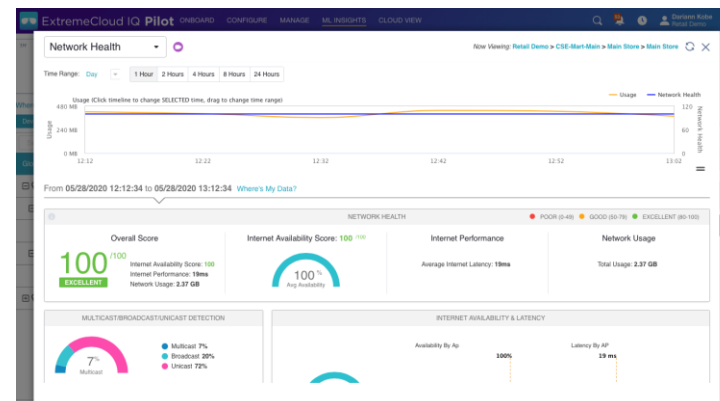 ExtremeCloud IQ Pilot ONBOARD CONFIGURE MANAGE ML INSIGHTS CLOUD VIEW
Retail Demo
Network Health
Now Viewing: Retail Demo > CSE-Mart-Main > Main Store > Main Store
Time Range: Day 1 Hour 2 Hours 4 Hours 8 Hours 24 Hours
Usage (Click timeline to change SELECTED time, drag to change time range)
Usage Network Health
480 MB 120
240 MB 60
0 MB 0
Usage
Network Health
12:12 12:22 12:32 12:42 12:52 13:02
From 05/28/2020 12:12:34 to 05/28/2020 13:12:34 Where's My Data?
NETWORK HEALTH
POOR (0-49) GOOD (50-79) EXCELLENT (80-100)
Overall Score
100 /100
EXCELLENT
Internet Availability Score: 100
Internet Performance: 19ms
Network Usage: 2.37 GB
Internet Availability Score: 100 /100
100 %
Avg Availability
Internet Performance
Average Internet Latency: 19ms
Network Usage
Total Usage: 2.37 GB
MULTICAST/BROADCAST/UNICAST DETECTION
7%
Multicast
Multicast 7%
Broadcast 20%
Unicast 72%
INTERNET AVAILABILITY & LATENCY
Availability By Ap
100%
Latency By AP
19 ms